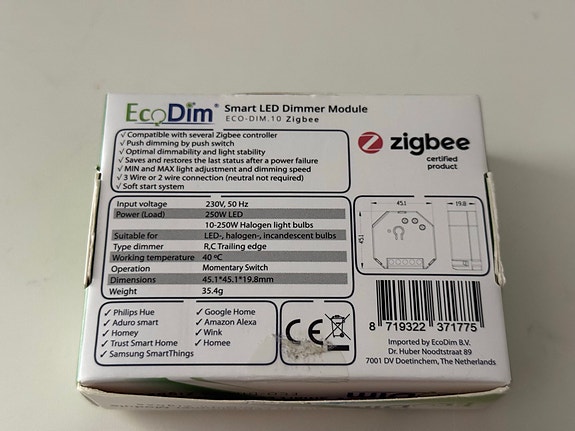 EcoDim®
Smart LED Dimmer Module
ECO-DIM.10 Zigbee
✓ Compatible with several Zigbee controller
✓ Push dimming by push switch
✓ Optimal dimmability and light stability
✓ Saves and restores the last status after a power failure
✓ MIN and MAX light adjustment and dimming speed
✓ 3 Wire or 2 wire connection (neutral not required)
✓ Soft start system
zigbee
certified
product
Input voltage 230V, 50 Hz
Power (Load) 250W LED
10-250W Halogen light bulbs
Suitable for LED-, halogen-, incandescent bulbs
Type dimmer R,C Trailing edge
Working temperature 40 ºC
Operation Momentary Switch
Dimensions 45.1*45.1*19.8mm
Weight 35.4g
45.1
19.8
45.1
✓ Philips Hue
✓ Aduro smart
✓ Homey
✓ Trust Smart Home
✓ Samsung SmartThings
✓ Google Home
✓ Amazon Alexa
✓ Wink
✓ Homee
CE
8 719322 371775
Imported by EcoDim B.V.
Dr. Huber Noodtstraat 89
7001 DV Doetinchem, The Netherlands